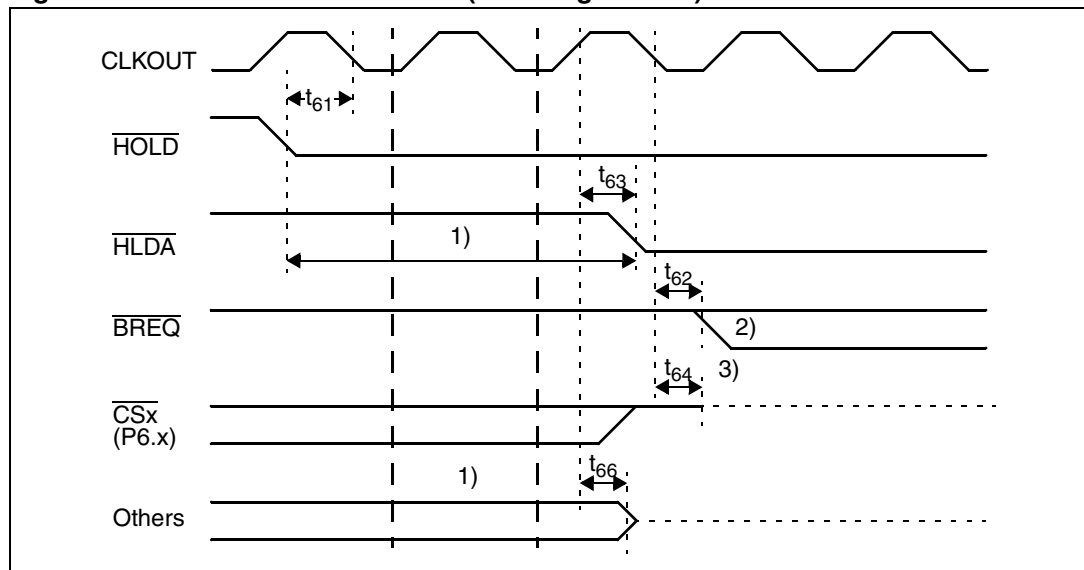 CLKOUT
t61
HOLD
t63
HLDA
1)
t62
BREQ
2)
t64
3)
CSx
(P6.x)
1)
t66
Others